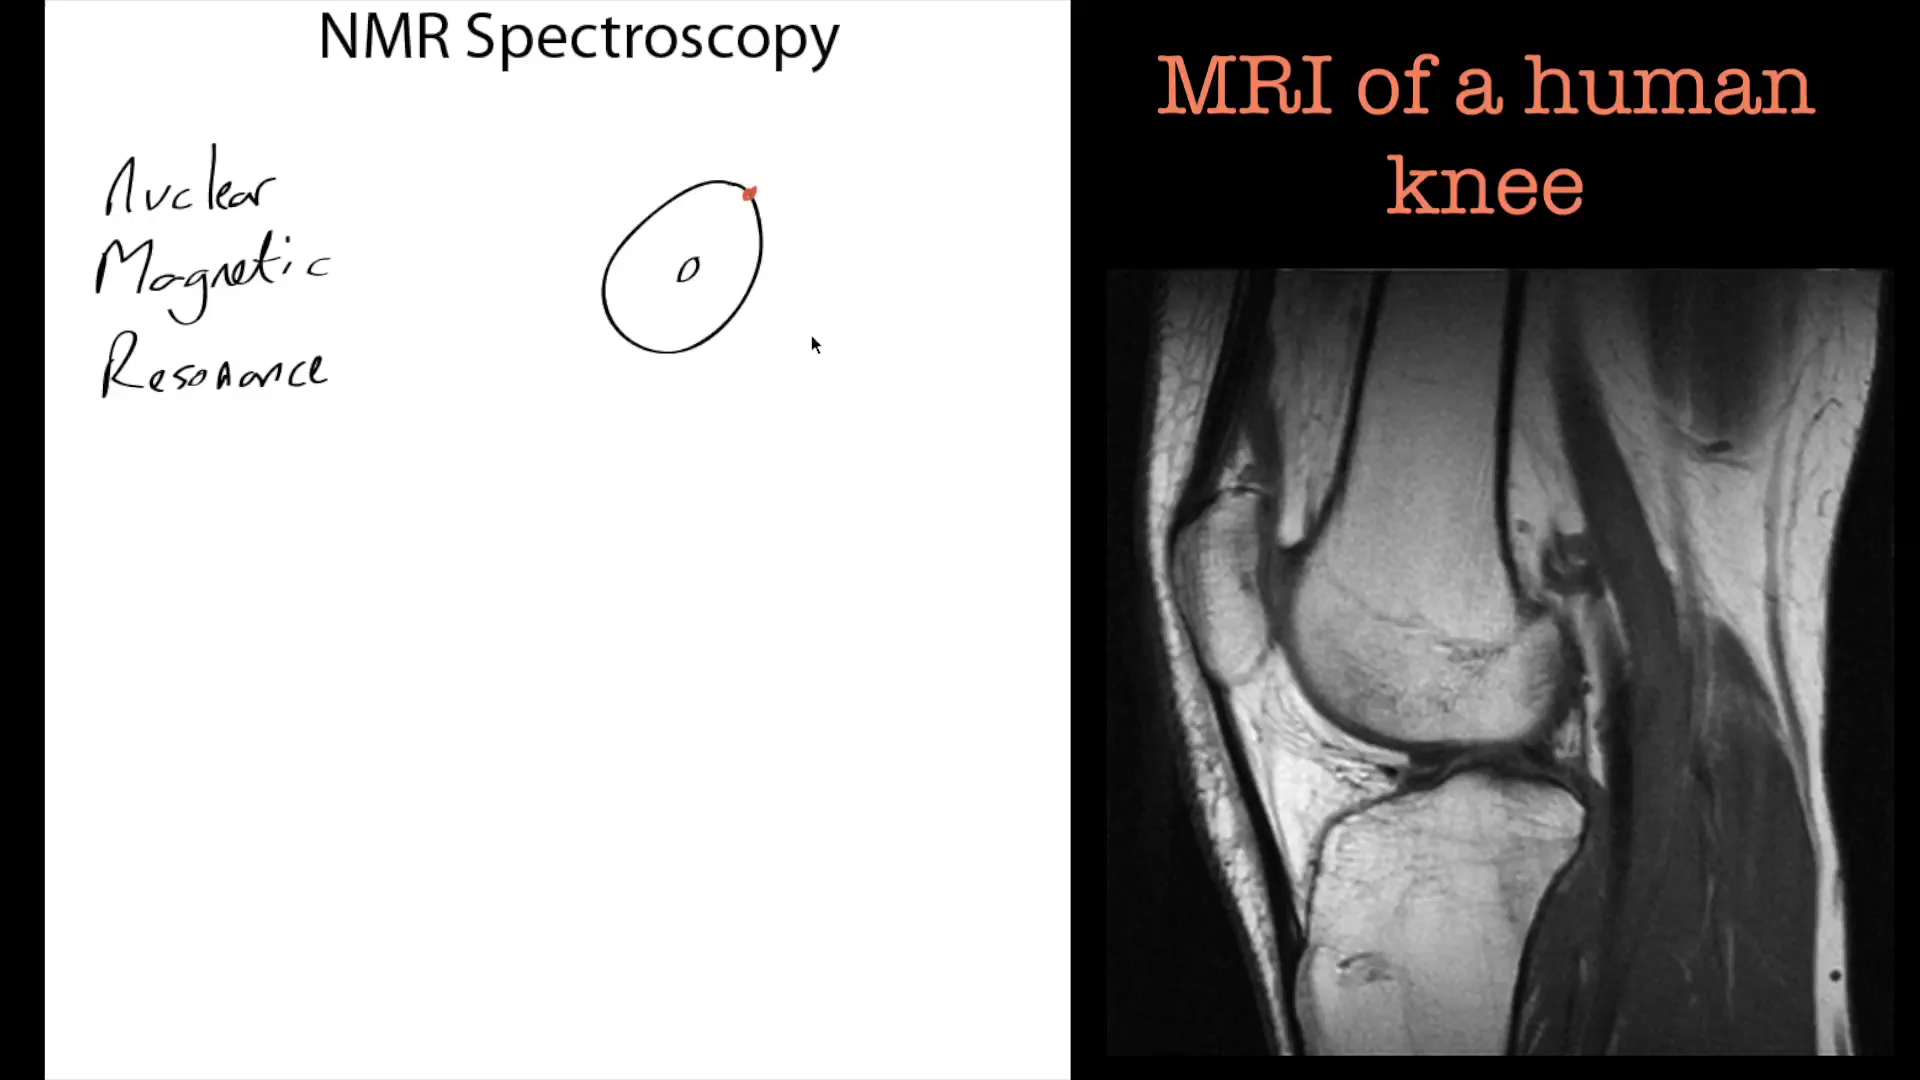 NMR Spectroscopy
Nuclear
Magnetic
Resonance
MRI of a human
knee